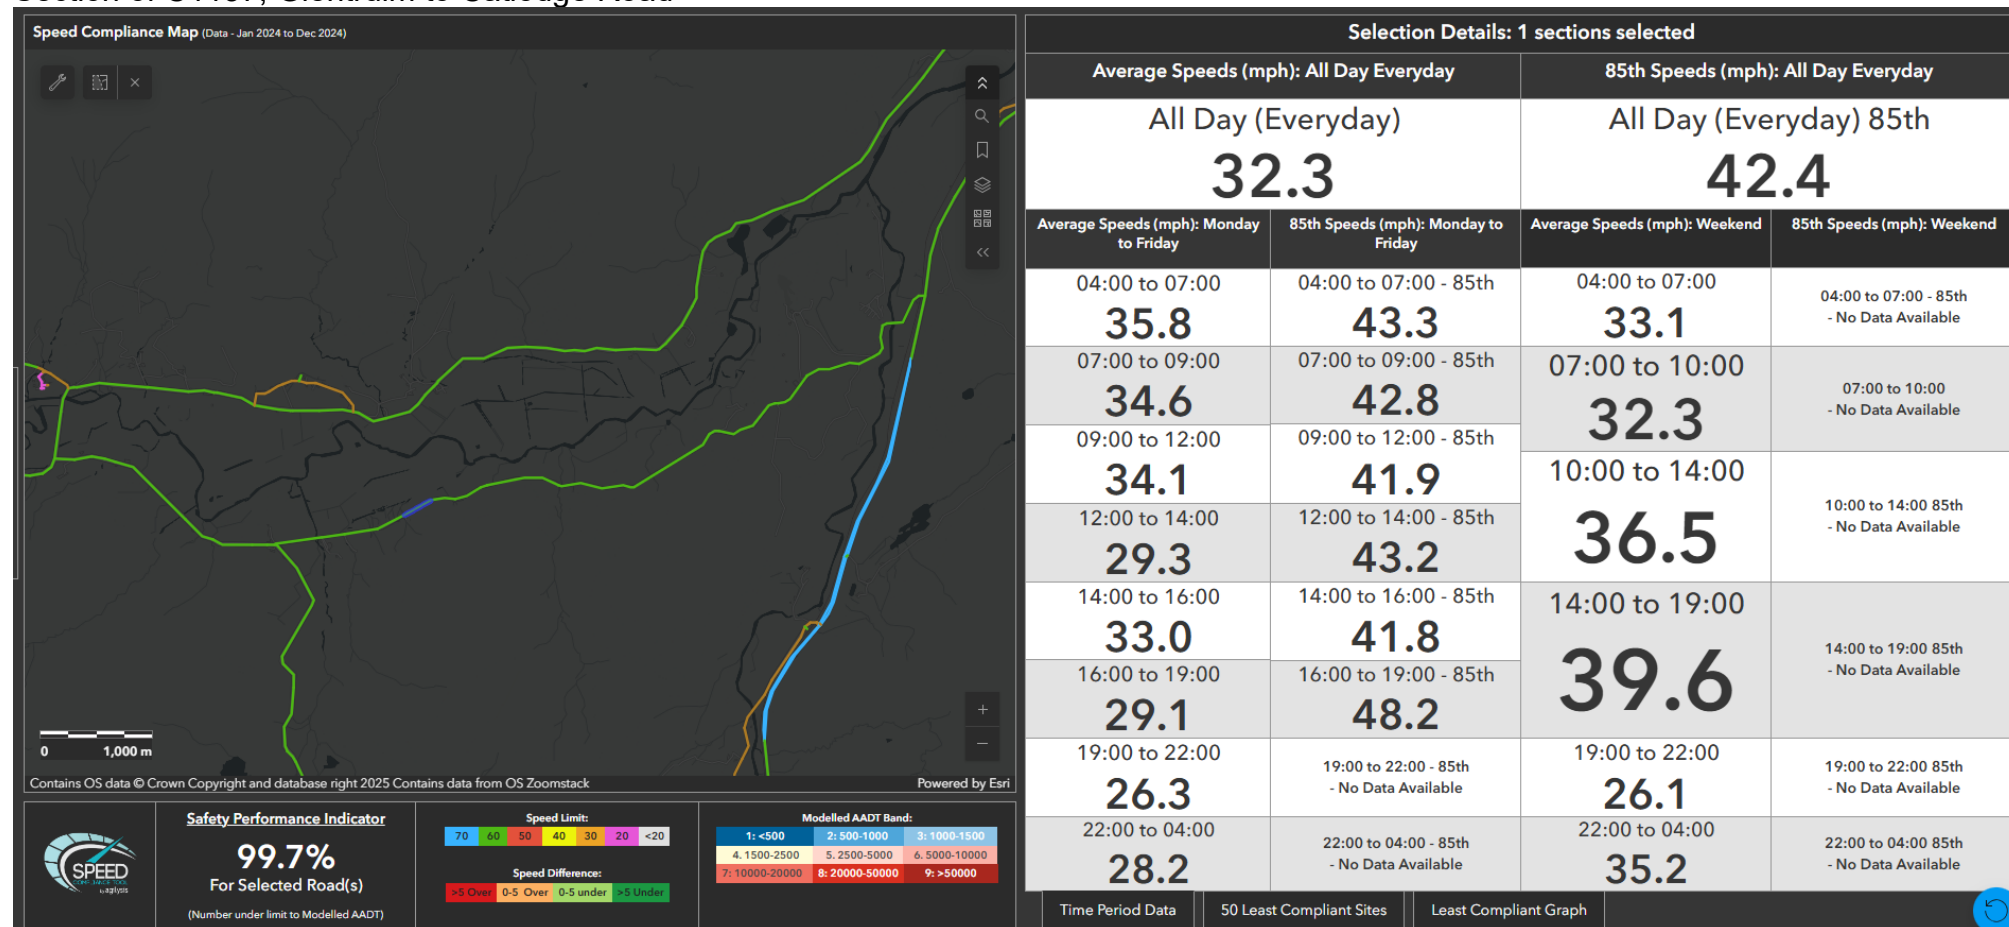 Section of C1137, Glentruim to Catlodge Road
Speed Compliance Map (Data - Jan 2024 to Dec 2024)
0 1,000 m
Contains OS data © Crown Copyright and database right 2025 Contains data from OS Zoomstack
Powered by Esri
SPEED
COMPLIANCE TOOL
by agilysis
Safety Performance Indicator
99.7%
For Selected Road(s)
(Number under limit to Modelled AADT)
Speed Limit:
70 60 50 40 30 20 <20
Speed Difference:
>5 Over 0-5 Over 0-5 under >5 Under
Modelled AADT Band:
1: <500 2: 500-1000 3: 1000-1500
4. 1500-2500 5. 2500-5000 6. 5000-10000
7: 10000-20000 8: 20000-50000 9: >50000
Selection Details: 1 sections selected
Average Speeds (mph): All Day Everyday
85th Speeds (mph): All Day Everyday
All Day (Everyday)
32.3
All Day (Everyday) 85th
42.4
Average Speeds (mph): Monday
to Friday
04:00 to 07:00
35.8
07:00 to 09:00
34.6
09:00 to 12:00
34.1
12:00 to 14:00
29.3
14:00 to 16:00
33.0
16:00 to 19:00
29.1
19:00 to 22:00
26.3
22:00 to 04:00
28.2
85th Speeds (mph): Monday to
Friday
04:00 to 07:00 - 85th
43.3
07:00 to 09:00 - 85th
42.8
09:00 to 12:00 - 85th
41.9
12:00 to 14:00 - 85th
43.2
14:00 to 16:00 - 85th
41.8
16:00 to 19:00 - 85th
48.2
19:00 to 22:00 - 85th
- No Data Available
22:00 to 04:00 - 85th
- No Data Available
Average Speeds (mph): Weekend
04:00 to 07:00
33.1
07:00 to 10:00
32.3
10:00 to 14:00
36.5
14:00 to 19:00
39.6
19:00 to 22:00
26.1
22:00 to 04:00
35.2
85th Speeds (mph): Weekend
04:00 to 07:00 - 85th
- No Data Available
07:00 to 10:00
- No Data Available
10:00 to 14:00 85th
- No Data Available
14:00 to 19:00 85th
- No Data Available
19:00 to 22:00 85th
- No Data Available
22:00 to 04:00 85th
- No Data Available
Time Period Data
50 Least Compliant Sites
Least Compliant Graph